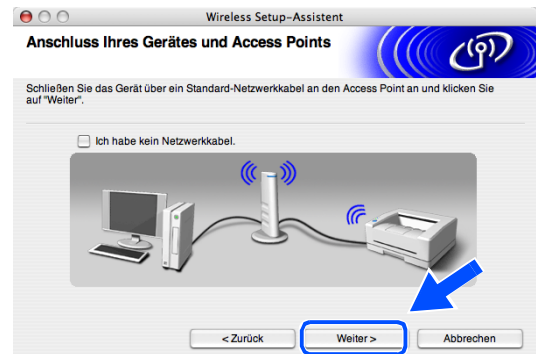 Wireless Setup-Assistent
Anschluss Ihres Gerätes und Access Points
Schließen Sie das Gerät über ein Standard-Netzwerkkabel an den Access Point an und klicken Sie
auf "Weiter".
Ich habe kein Netzwerkkabel.
< Zurück
Weiter >
Abbrechen